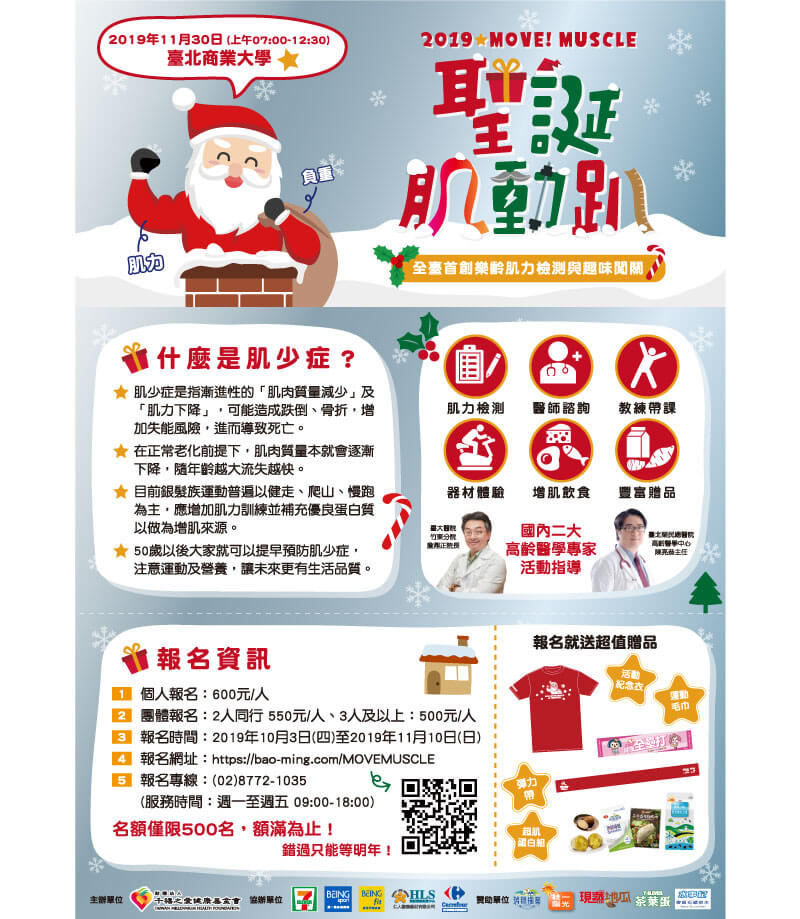 2019年11月30日 (上午07:00-12:30)
臺北商業大學
2019★MOVE! MUSCLE
聖誕
肌動趴
負重
肌力
全臺首創樂齡肌力檢測與趣味闖關
什麼是肌少症？
肌少症是指漸進性的「肌肉質量減少」及
「肌力下降」，可能造成跌倒、骨折，增
加失能風險，進而導致死亡。
在正常老化前提下，肌肉質量本就會逐漸
下降，隨年齡越大流失越快。
目前銀髮族運動普遍以健走、爬山、慢跑
為主，應增加肌力訓練並補充優良蛋白質
以做為增肌來源。
50歲以後大家就可以提早預防肌少症，
注意運動及營養，讓未來更有生活品質。
肌力檢測 醫師諮詢 教練帶課
器材體驗 增肌飲食 豐富贈品
臺大醫院
竹東分院
詹鼎正院長
國內二大
高齡醫學專家
活動指導
臺北榮民總醫院
高齡醫學中心
陳亮恭主任
報名資訊
1 個人報名：600元/人
2 團體報名：2人同行 550元/人、3人及以上：500元/人
3 報名時間：2019年10月3日(四)至2019年11月10日(日)
4 報名網址：https://bao-ming.com/MOVEMUSCLE
5 報名專線：(02)8772-1035
(服務時間：週一至週五 09:00-18:00)
名額僅限500名，額滿為止！
錯過只能等明年！
報名就送超值贈品
活動
紀念衣
運動
毛巾
彈力
帶
超肌
蛋白組
主辦單位
財團法人
千禧之愛健康基金會
TAIWAN MILLENNIUM HEALTH FOUNDATION
協辦單位
7-ELEVEN
BEING sport
BEING fit
HLS
Carrefour
贊助單位
統一陽光
現蒸地瓜
7-ELEVEN
茶葉蛋